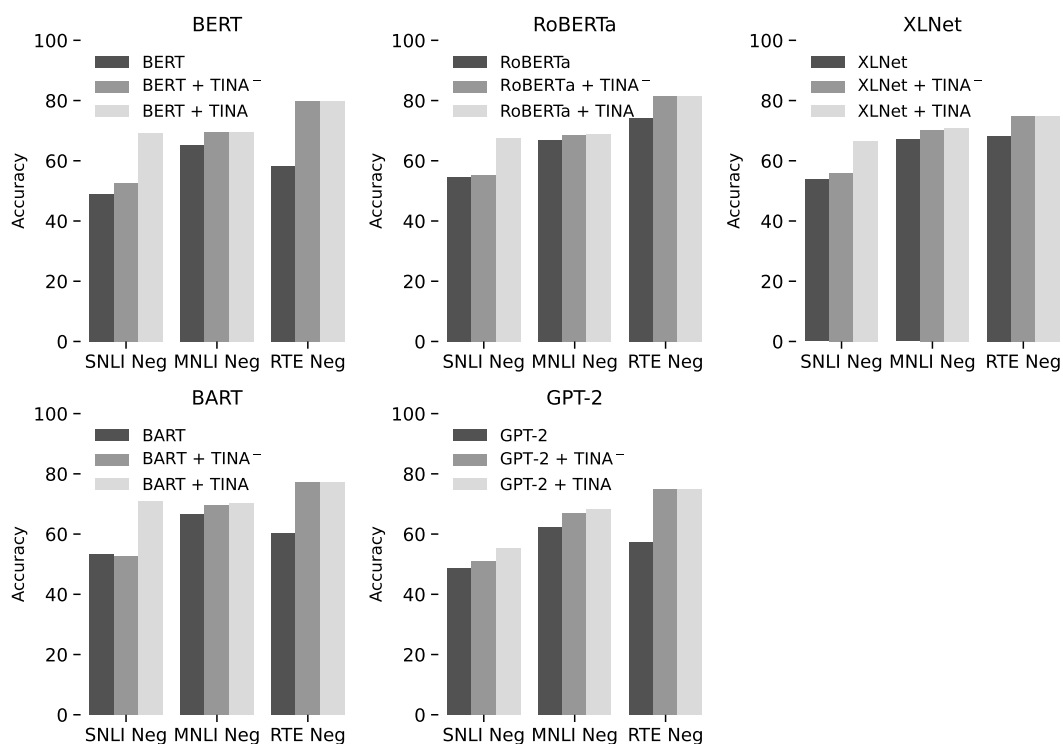 BERT
100
80
60
40
20
0
Accuracy
BERT
BERT + TINA⁻
BERT + TINA
SNLI Neg MNLI Neg RTE Neg
RoBERTa
100
80
60
40
20
0
Accuracy
RoBERTa
RoBERTa + TINA⁻
RoBERTa + TINA
SNLI Neg MNLI Neg RTE Neg
XLNet
100
80
60
40
20
0
Accuracy
XLNet
XLNet + TINA⁻
XLNet + TINA
SNLI Neg MNLI Neg RTE Neg
BART
100
80
60
40
20
0
Accuracy
BART
BART + TINA⁻
BART + TINA
SNLI Neg MNLI Neg RTE Neg
GPT-2
100
80
60
40
20
0
Accuracy
GPT-2
GPT-2 + TINA⁻
GPT-2 + TINA
SNLI Neg MNLI Neg RTE Neg